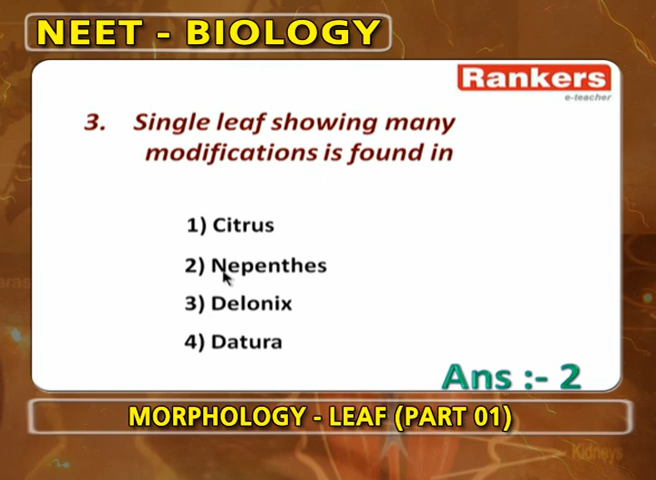 NEET - BIOLOGY
Rankers
e-teacher
3. Single leaf showing many
modifications is found in
1) Citrus
2) Nepenthes
3) Delonix
4) Datura
Ans :- 2
MORPHOLOGY - LEAF (PART 01)
Kidneys